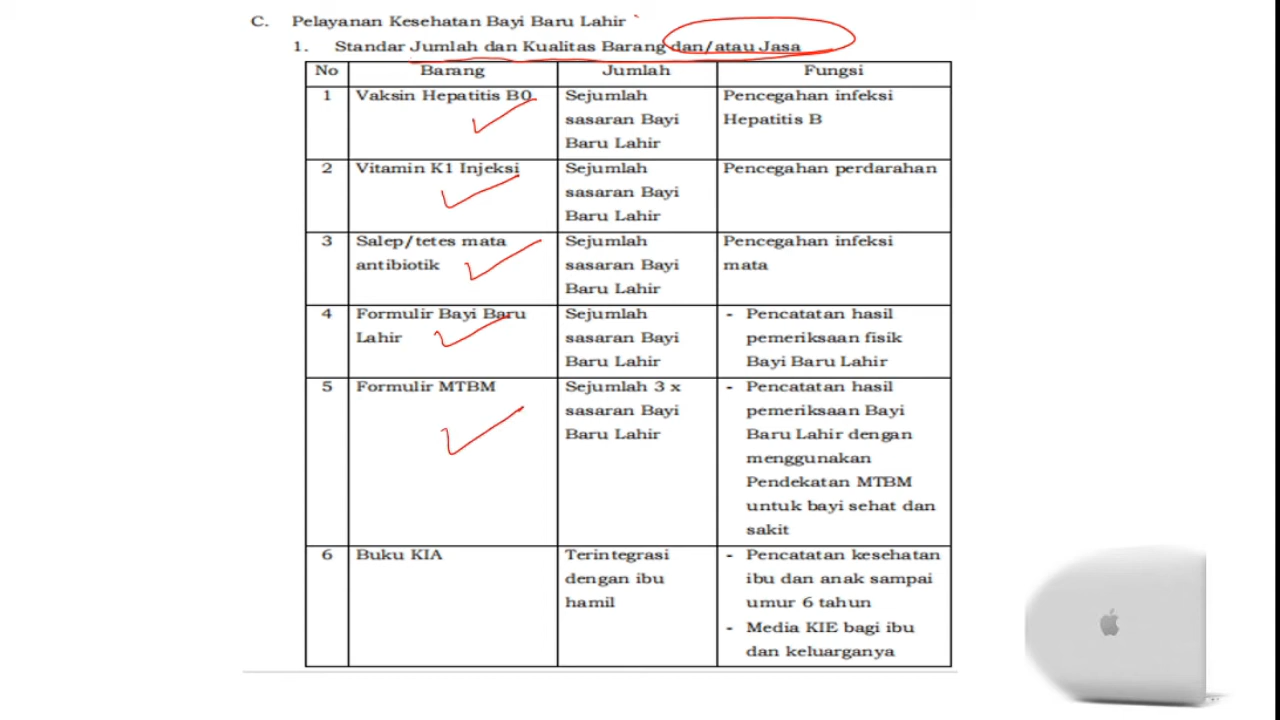 C. Pelayanan Kesehatan Bayi Baru Lahir
1. Standar Jumlah dan Kualitas Barang dan/atau Jasa
No Barang Jumlah Fungsi
1 Vaksin Hepatitis B0 Sejumlah sasaran Bayi Baru Lahir Pencegahan infeksi Hepatitis B
2 Vitamin K1 Injeksi Sejumlah sasaran Bayi Baru Lahir Pencegahan perdarahan
3 Salep/tetes mata antibiotik Sejumlah sasaran Bayi Baru Lahir Pencegahan infeksi mata
4 Formulir Bayi Baru Lahir Sejumlah sasaran Bayi Baru Lahir - Pencatatan hasil pemeriksaan fisik Bayi Baru Lahir
5 Formulir MTBM Sejumlah 3 x sasaran Bayi Baru Lahir - Pencatatan hasil pemeriksaan Bayi Baru Lahir dengan menggunakan Pendekatan MTBM untuk bayi sehat dan sakit
6 Buku KIA Terintegrasi dengan ibu hamil - Pencatatan kesehatan ibu dan anak sampai umur 6 tahun
- Media KIE bagi ibu dan keluarganya